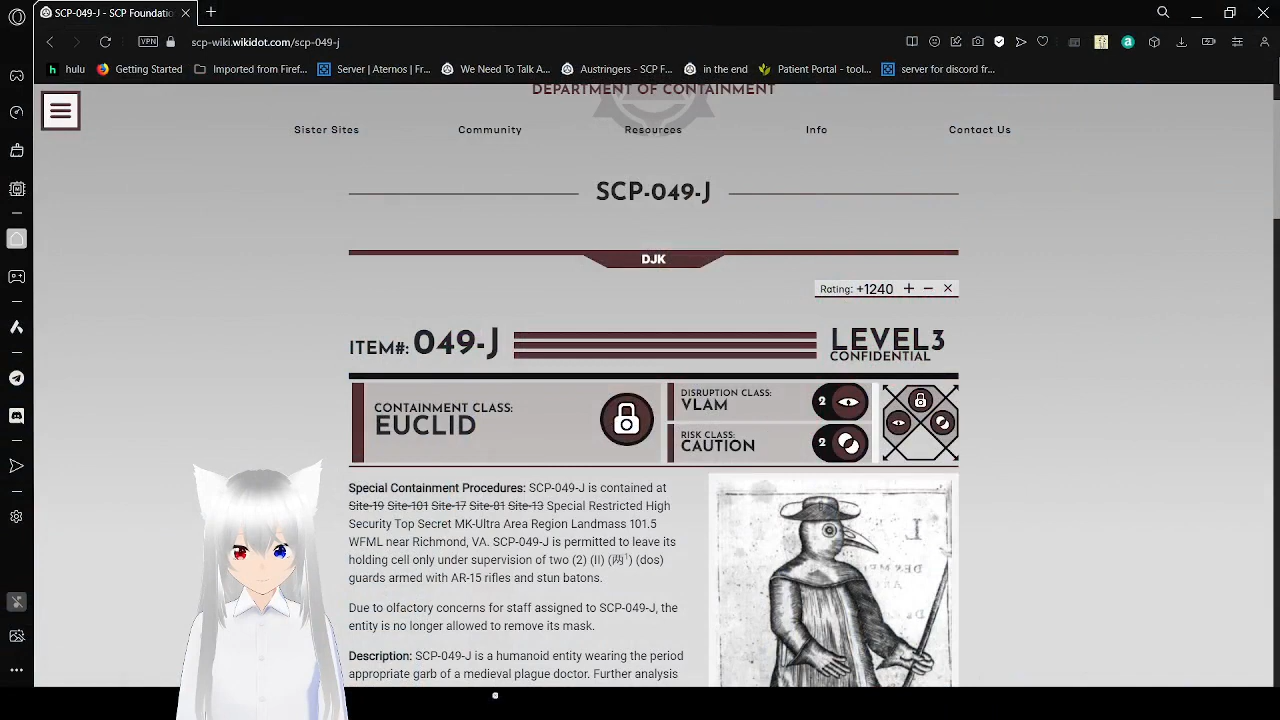 SCP-049-J - SCP Foundatio
scp-wiki.wikidot.com/scp-049-j
VPN
hulu
Getting Started
Imported from Firef...
Server | Aternos | Fr...
We Need To Talk A...
Austringers - SCP F...
in the end
Patient Portal - tool...
server for discord fr...
DEPARTMENT OF CONTAINMENT
Sister Sites
Community
Resources
Info
Contact Us
SCP-049-J
DJK
Rating: +1240 + − ×
ITEM#: 049-J
LEVEL3
CONFIDENTIAL
CONTAINMENT CLASS:
EUCLID
DISRUPTION CLASS:
VLAM
2
RISK CLASS:
CAUTION
2
Special Containment Procedures: SCP-049-J is contained at
Site-19 Site-101 Site-17 Site-81 Site-13 Special Restricted High
Security Top Secret MK-Ultra Area Region Landmass 101.5
WFML near Richmond, VA. SCP-049-J is permitted to leave its
holding cell only under supervision of two (2) (II) (两¹) (dos)
guards armed with AR-15 rifles and stun batons.
Due to olfactory concerns for staff assigned to SCP-049-J, the
entity is no longer allowed to remove its mask.
Description: SCP-049-J is a humanoid entity wearing the period
appropriate garb of a medieval plague doctor. Further analysis